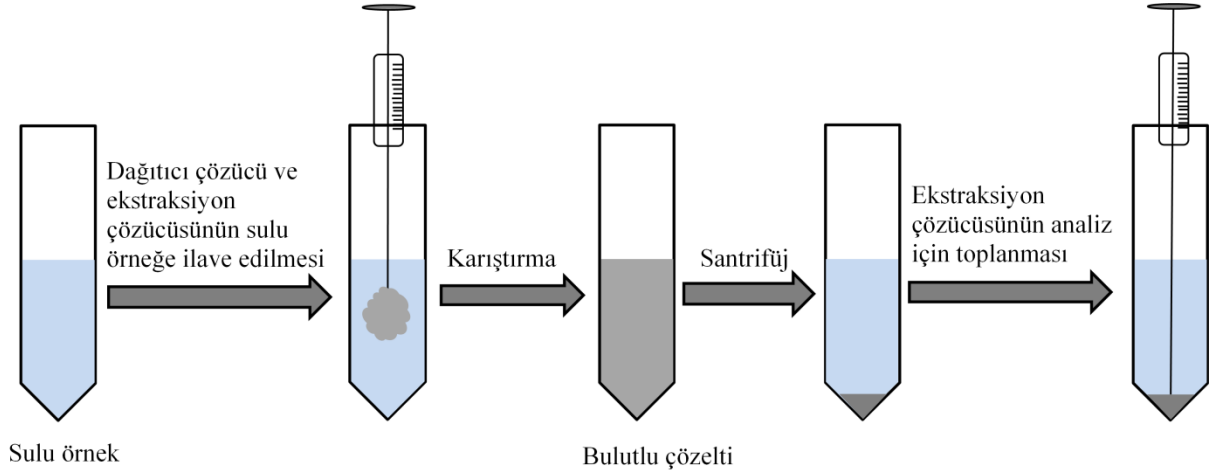 Dağıtıcı çözücü ve
ekstraksiyon
çözücüsünün sulu
örneğe ilave edilmesi
Karıştırma
Santrifüj
Ekstraksiyon
çözücüsünün analiz
için toplanması
Sulu örnek
Bulutlu çözelti